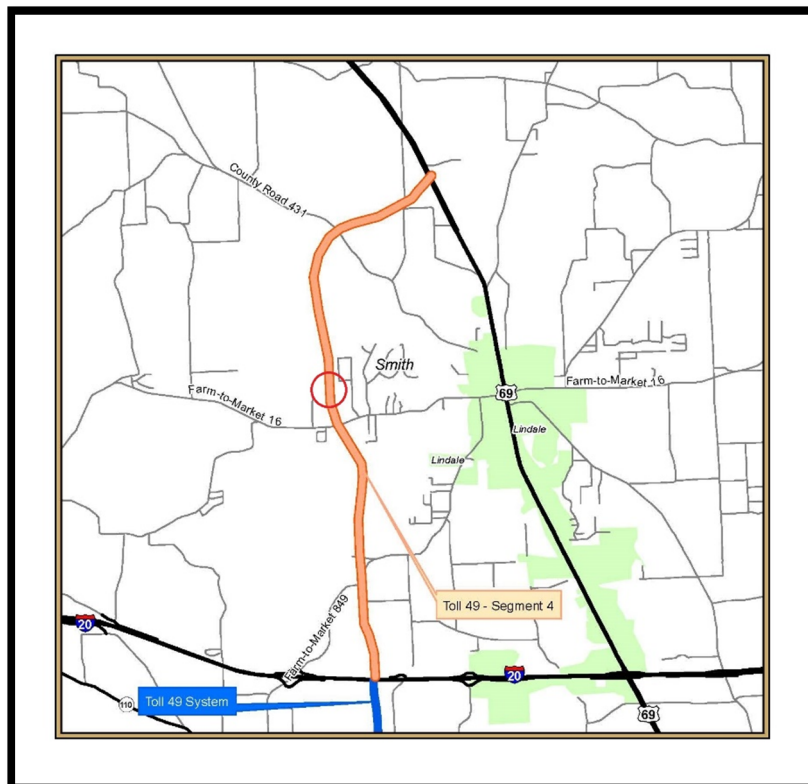 County Road 431
Smith
Farm-to-Market 16
69
Farm-to-Market 16
Lindale
Lindale
Toll 49 - Segment 4
Farm-to-Market 849
20
20
110
Toll 49 System
69